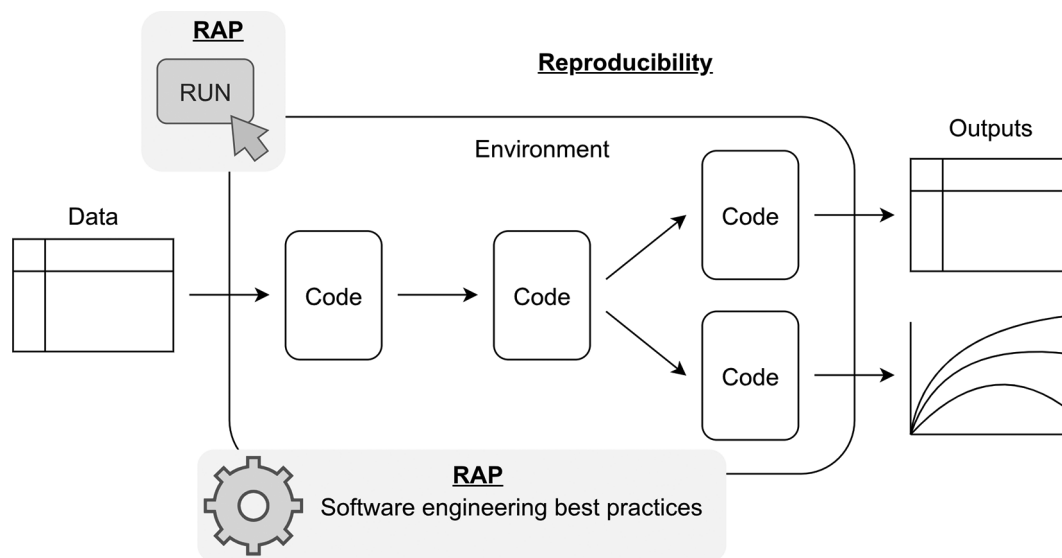 RAP
RUN
Reproducibility
Environment
Outputs
Data
Code
Code
Code
Code
RAP
Software engineering best practices